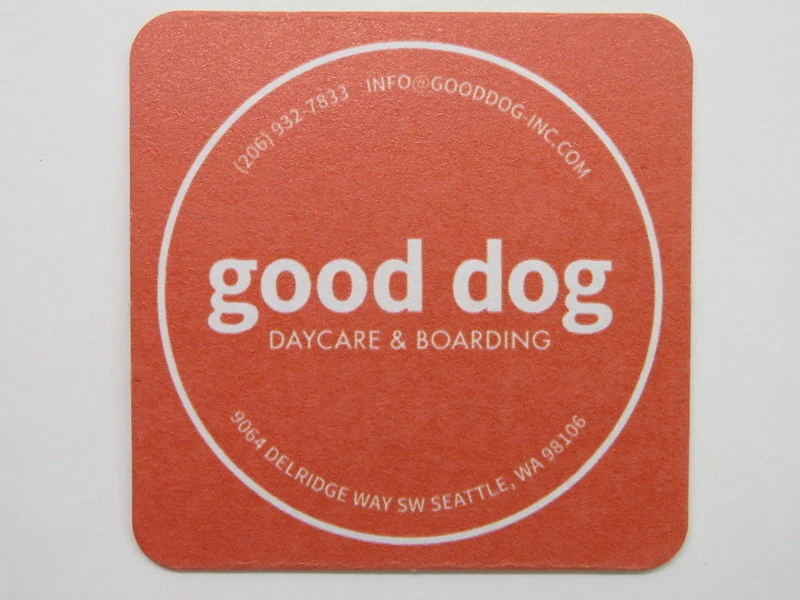 (206) 932-7833 INFO@GOODDOG-INC.COM
good dog
DAYCARE & BOARDING
9064 DELRIDGE WAY SW SEATTLE, WA 98106